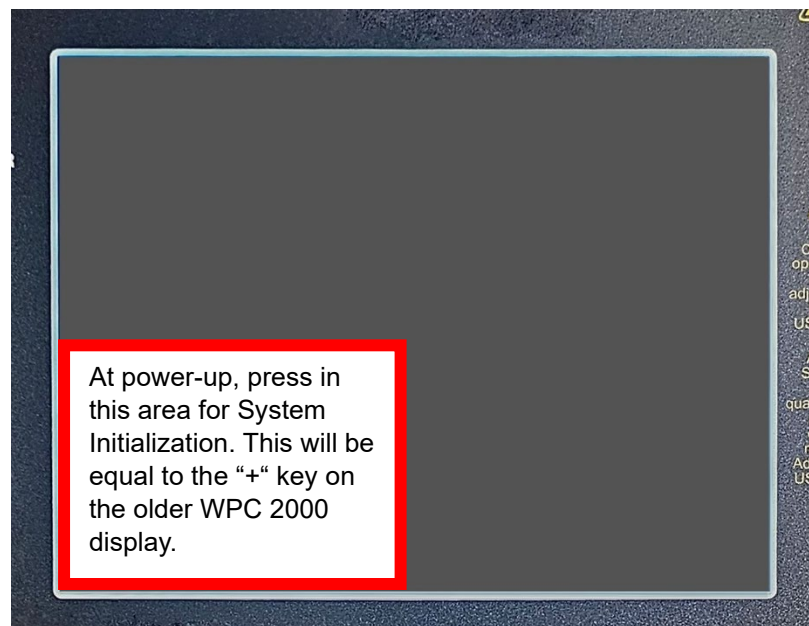 At power-up, press in
this area for System
Initialization. This will be
equal to the “+“ key on
the older WPC 2000
display.